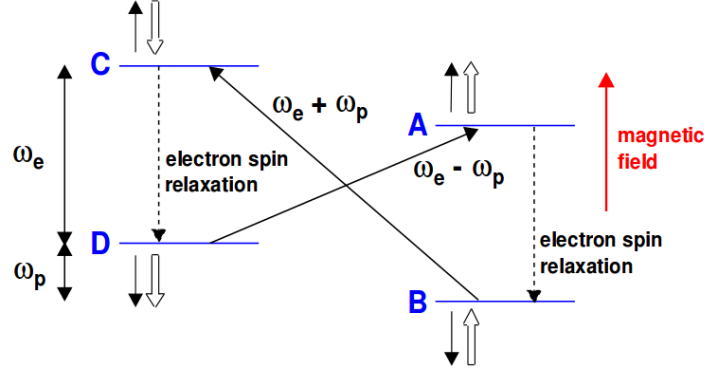 C
ωe + ωp
A
magnetic
field
ωe
electron spin
relaxation
ωe - ωp
D
electron spin
relaxation
ωp
B